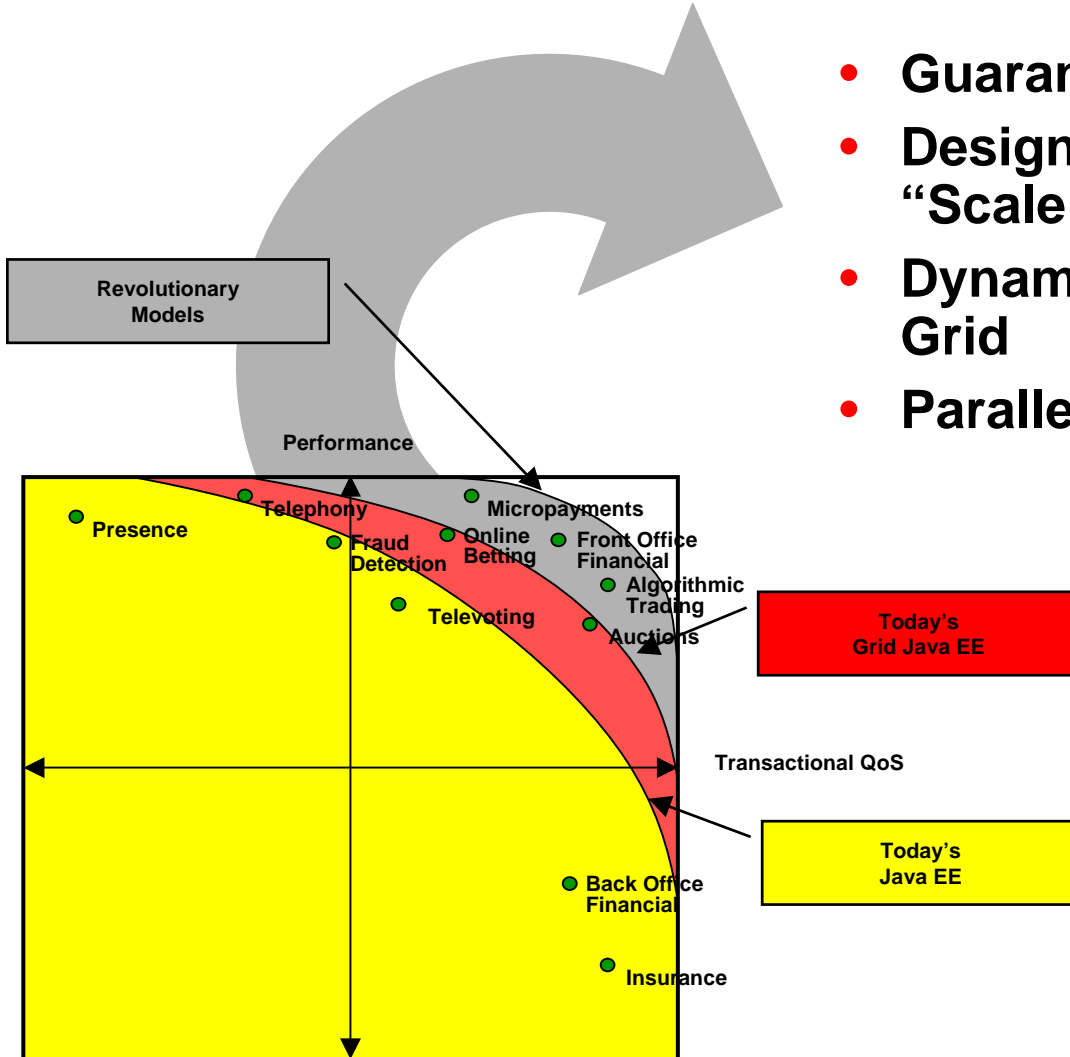 Guaran
Design
“Scale
Dynam
Grid
Paralle
Revolutionary
Models
Performance
Telephony
Micropayments
Presence
Fraud
Detection
Online
Betting
Front Office
Financial
Algorithmic
Trading
Televoting
Auctions
Today’s
Grid Java EE
Transactional QoS
Today’s
Java EE
Back Office
Financial
Insurance